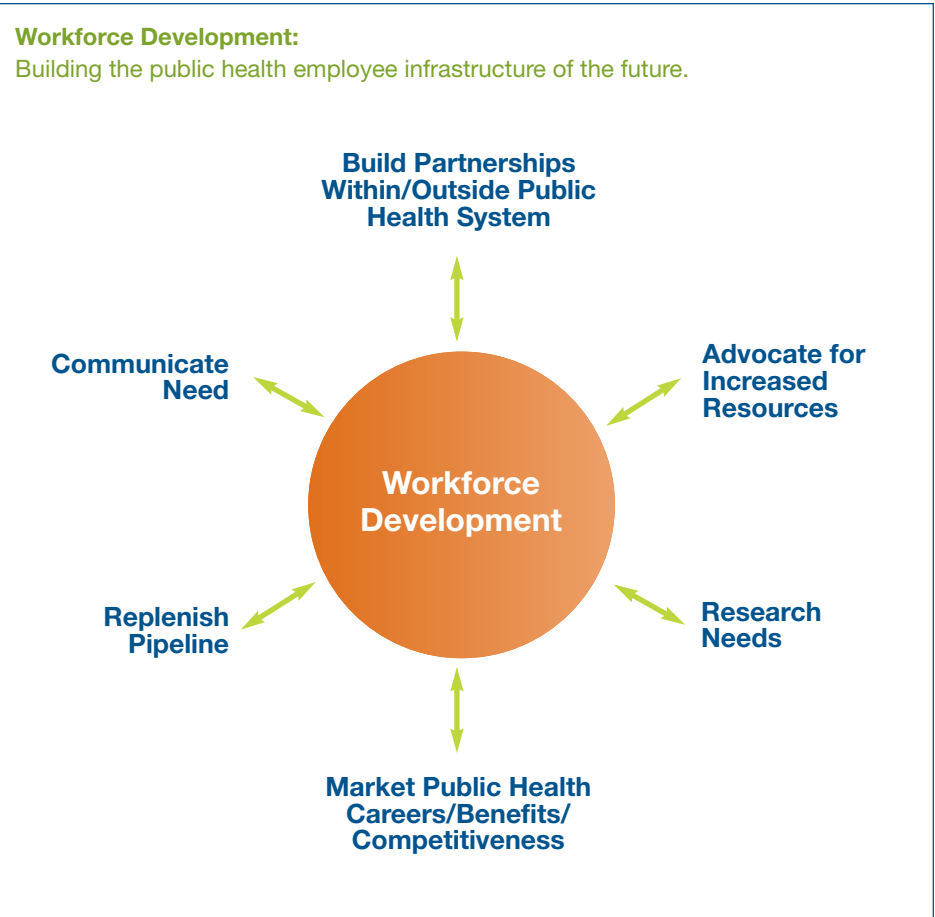 Workforce Development:
Building the public health employee infrastructure of the future.
Build Partnerships
Within/Outside Public
Health System
Communicate
Need
Advocate for
Increased
Resources
Workforce
Development
Replenish
Pipeline
Research
Needs
Market Public Health
Careers/Benefits/
Competitiveness